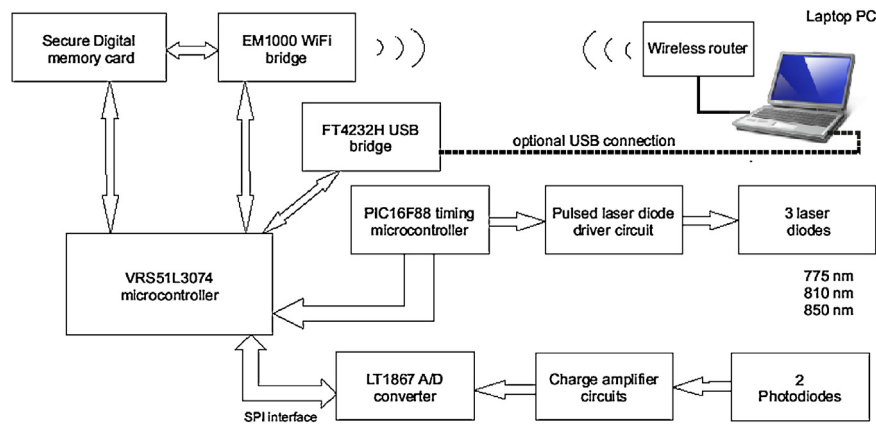 Laptop PC
Secure Digital
memory card
EM1000 WiFi
bridge
Wireless router
FT4232H USB
bridge
optional USB connection
PIC16F88 timing
microcontroller
Pulsed laser diode
driver circuit
3 laser
diodes
VRS51L3074
microcontroller
775 nm
810 nm
850 nm
LT1867 A/D
converter
Charge amplifier
circuits
2
Photodiodes
SPI interface